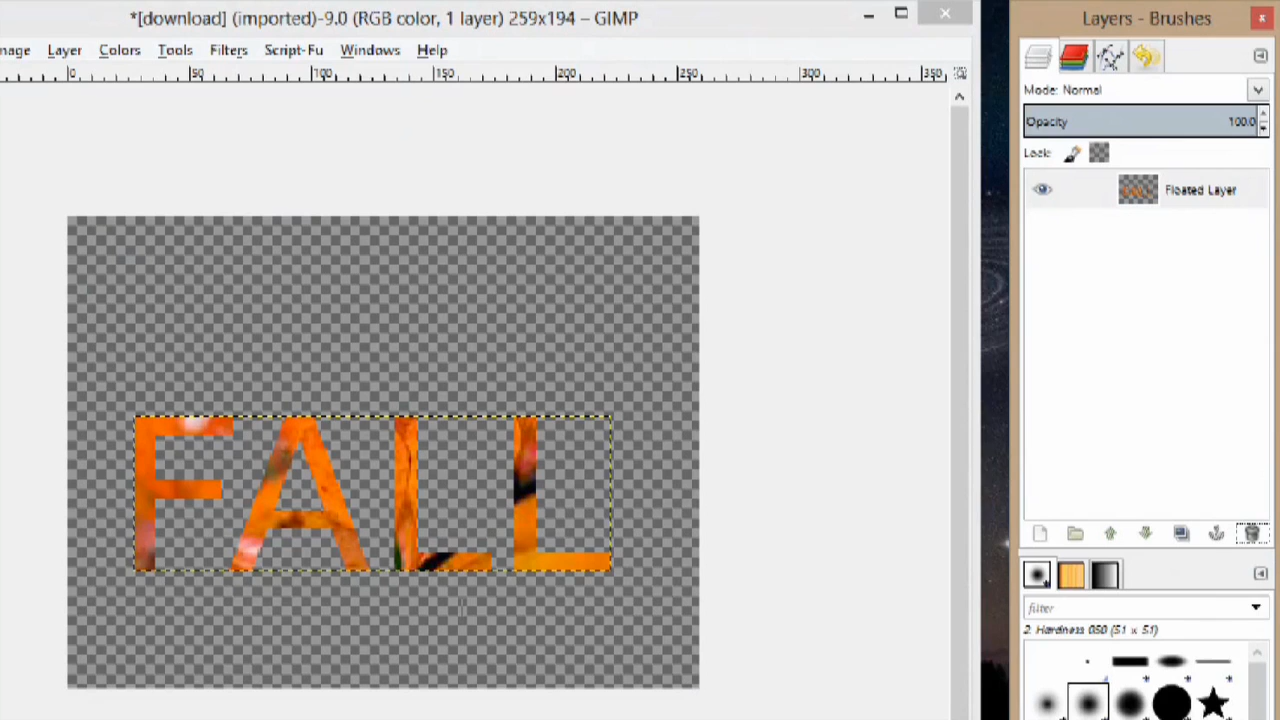 *[download] (imported)-9.0 (RGB color, 1 layer) 259x194 – GIMP
Layers - Brushes
nage Layer Colors Tools Filters Script-Fu Windows Help
0 50 100 150 200 250 300 350
Mode: Normal
Opacity 100.0
Lock:
Floated Layer
FALL
filter
2. Hardness 050 (51 x 51)